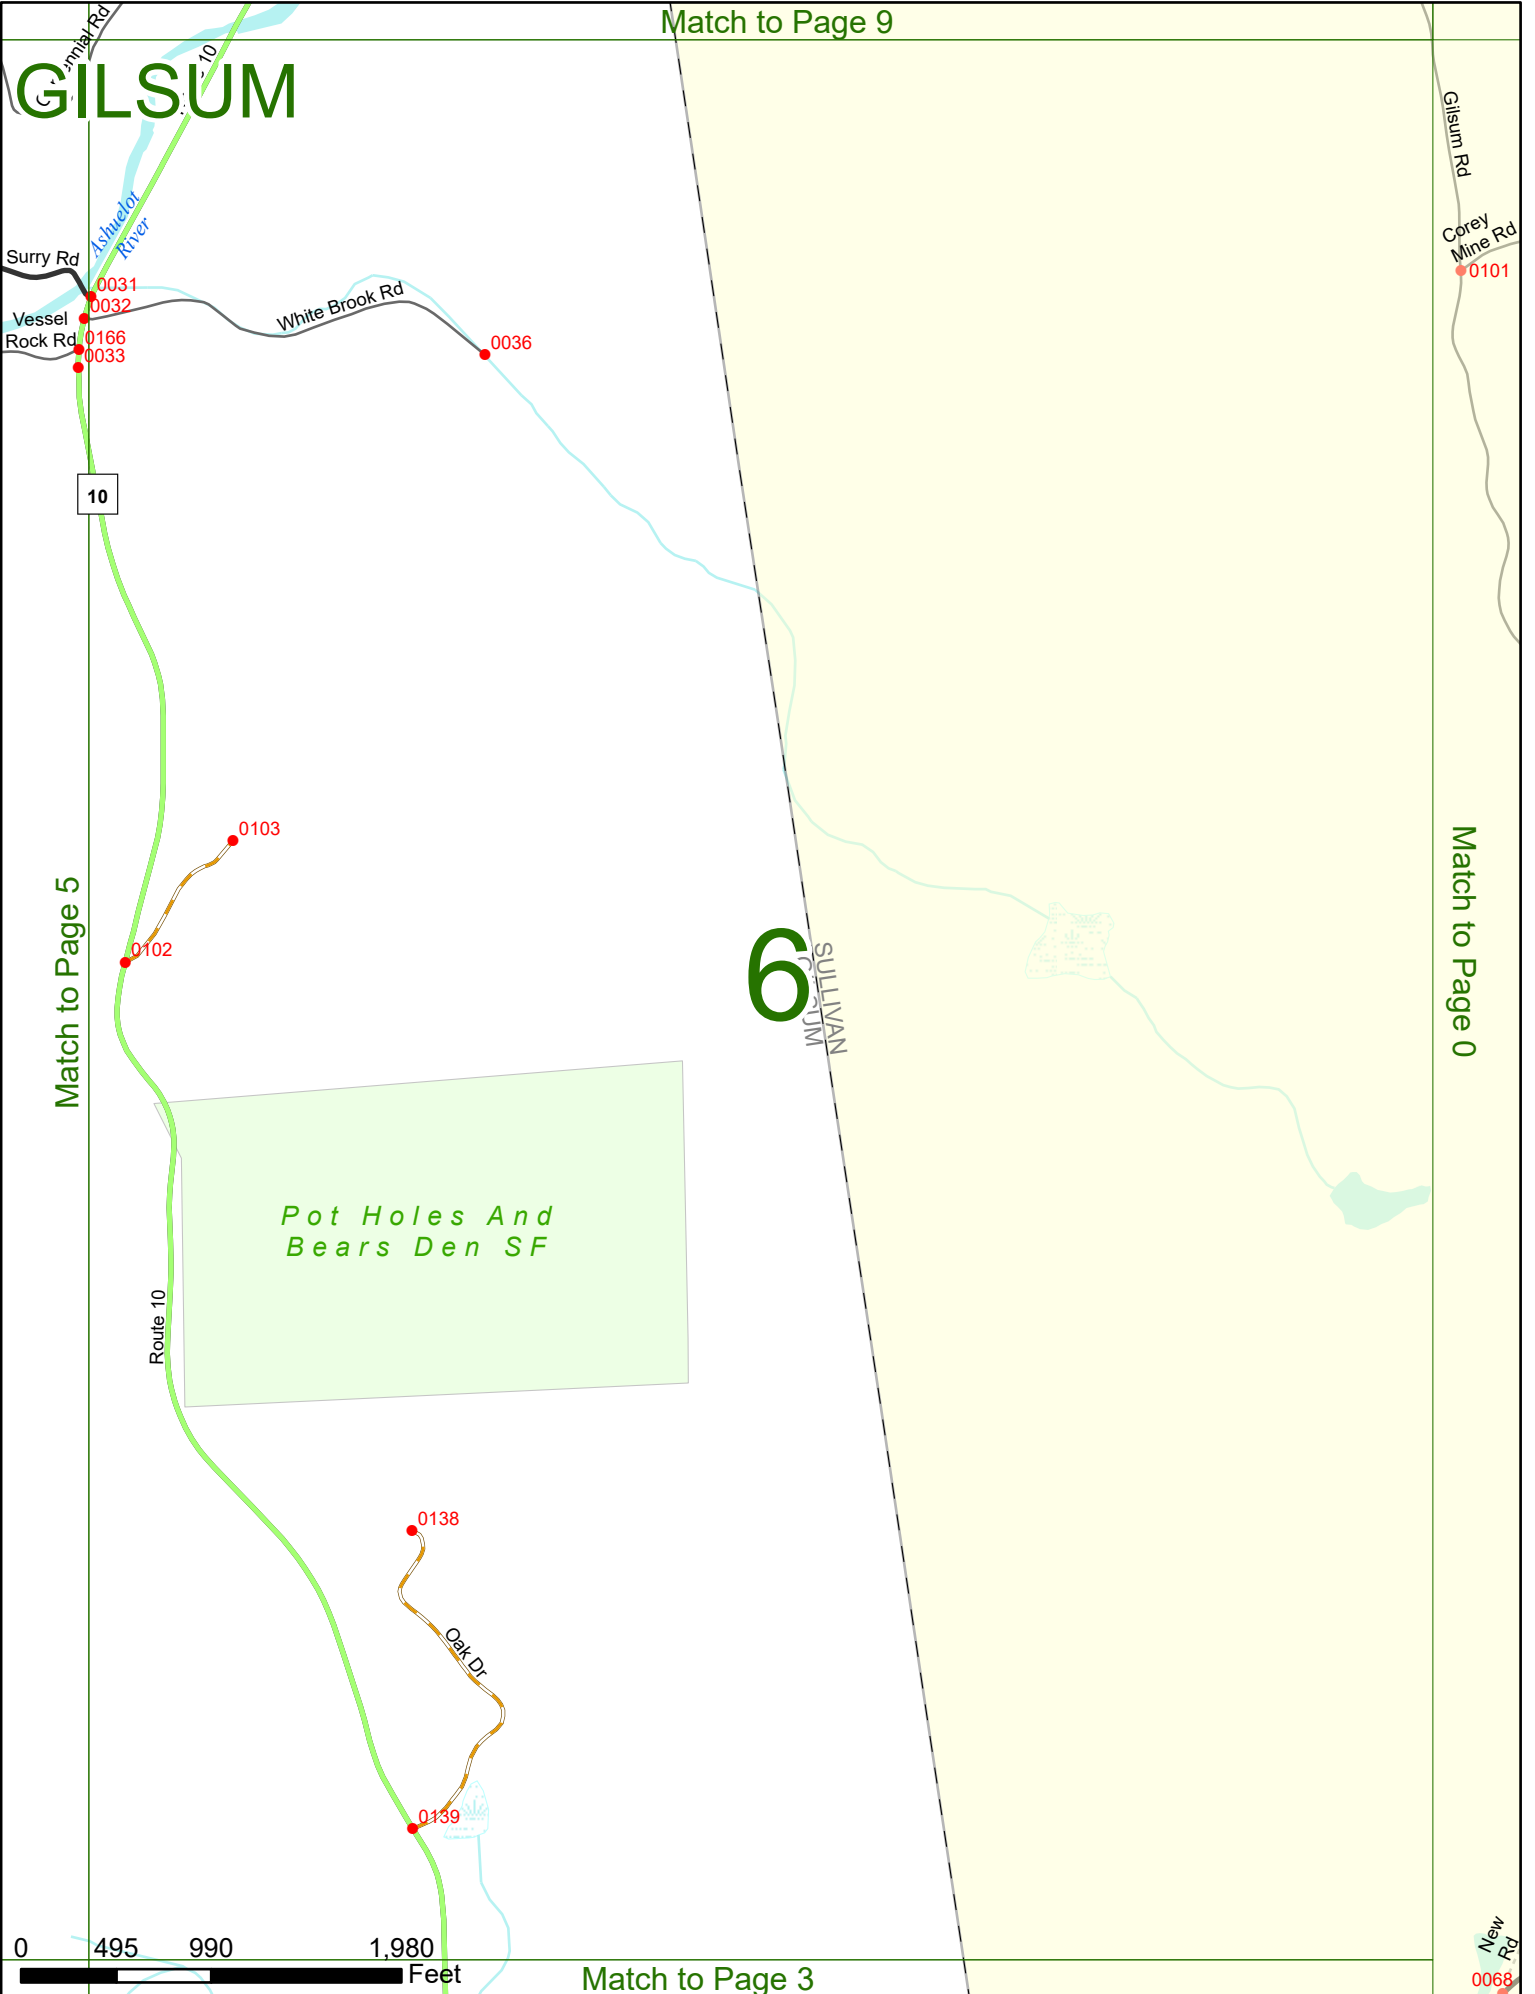 Match to Page 9
GILSUM
10
Gilsum Rd
Ashuelot
River
Corey
Mine Rd
0101
Surry Rd
0031
0032
Vessel
Rock Rd
0166
0033
White Brook Rd
0036
10
0103
0102
Match to Page 5
6
SULLIVAN
Match to Page 0
Pot Holes And
Bears Den SF
Route 10
0138
Oak Dr
0139
New
Rd
0068
0 495 990 1,980
Feet
Match to Page 3